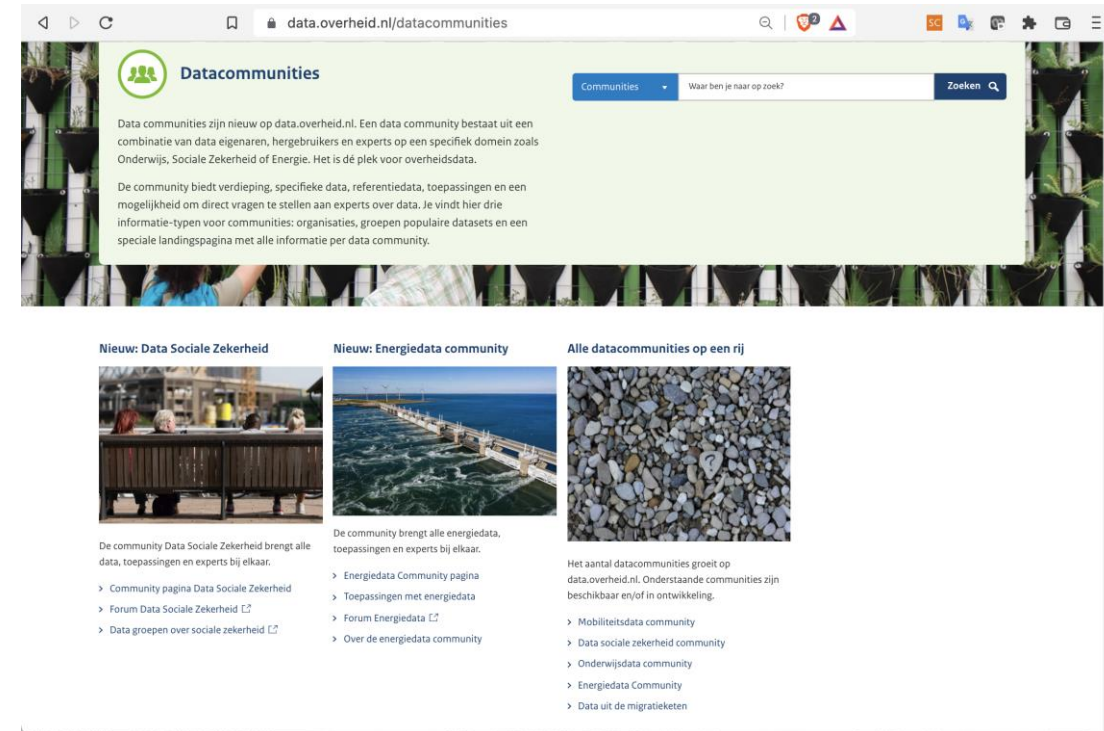 data.overheid.nl/datacommunities
2
SC
Datacommunities
Communities
Waar ben je naar op zoek?
Zoeken
Data communities zijn nieuw op data.overheid.nl. Een data community bestaat uit een
combinatie van data eigenaren, hergebruikers en experts op een specifiek domein zoals
Onderwijs, Sociale Zekerheid of Energie. Het is dé plek voor overheidsdata.
De community biedt verdieping, specifieke data, referentiedata, toepassingen en een
mogelijkheid om direct vragen te stellen aan experts over data. Je vindt hier drie
informatie-typen voor communities: organisaties, groepen populaire datasets en een
speciale landingspagina met alle informatie per data community.
Nieuw: Data Sociale Zekerheid
De community Data Sociale Zekerheid brengt alle
data, toepassingen en experts bij elkaar.
Community pagina Data Sociale Zekerheid
Forum Data Sociale Zekerheid
Data groepen over sociale zekerheid
Nieuw: Energiedata community
De community brengt alle energiedata,
toepassingen en experts bij elkaar.
Energiedata Community pagina
Toepassingen met energiedata
Forum Energiedata
Over de energiedata community
Alle datacommunities op een rij
?
Het aantal datacommunities groeit op
data.overheid.nl. Onderstaande communities zijn
beschikbaar en/of in ontwikkeling.
Mobiliteitsdata community
Data sociale zekerheid community
Onderwijsdata community
Energiedata Community
Data uit de migratieketen